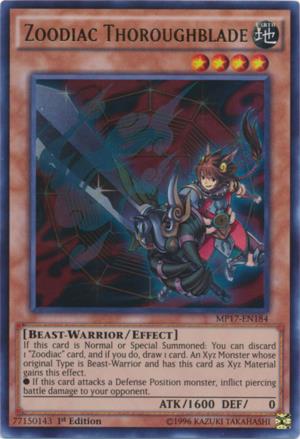 ZOODIAC THOROUGHBLADE
EARTH
地
MP17-EN184
[BEAST-WARRIOR/EFFECT]
If this card is Normal or Special Summoned: You can discard
1 "Zoodiac" card, and if you do, draw 1 card. An Xyz Monster whose
original Type is Beast-Warrior and has this card as Xyz Material
gains this effect.
● If this card attacks a Defense Position monster, inflict piercing
battle damage to your opponent.
ATK/1600 DEF/ 0
77150143 1st Edition ©1996 KAZUKI TAKAHASHI